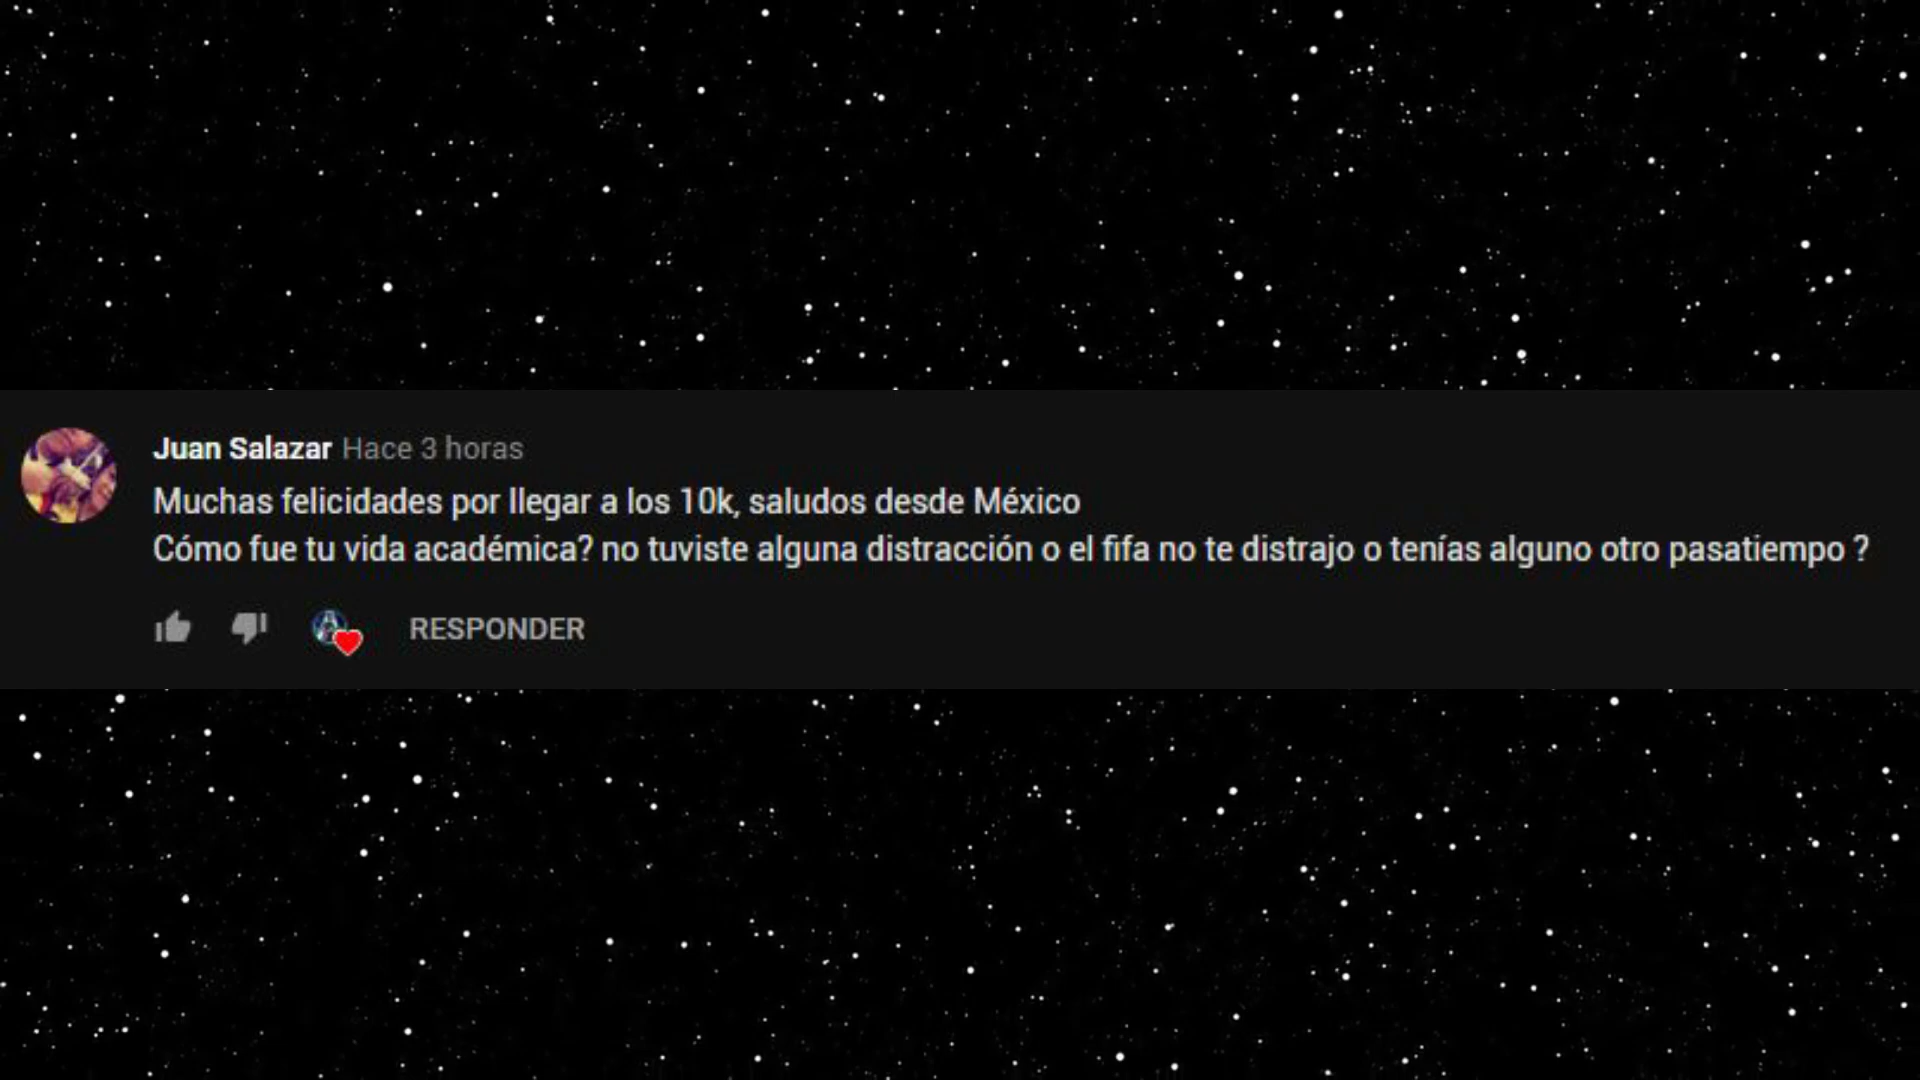 Juan Salazar Hace 3 horas
Muchas felicidades por llegar a los 10k, saludos desde México
Cómo fue tu vida académica? no tuviste alguna distracción o el fifa no te distrajo o tenías alguno otro pasatiempo ?
RESPONDER